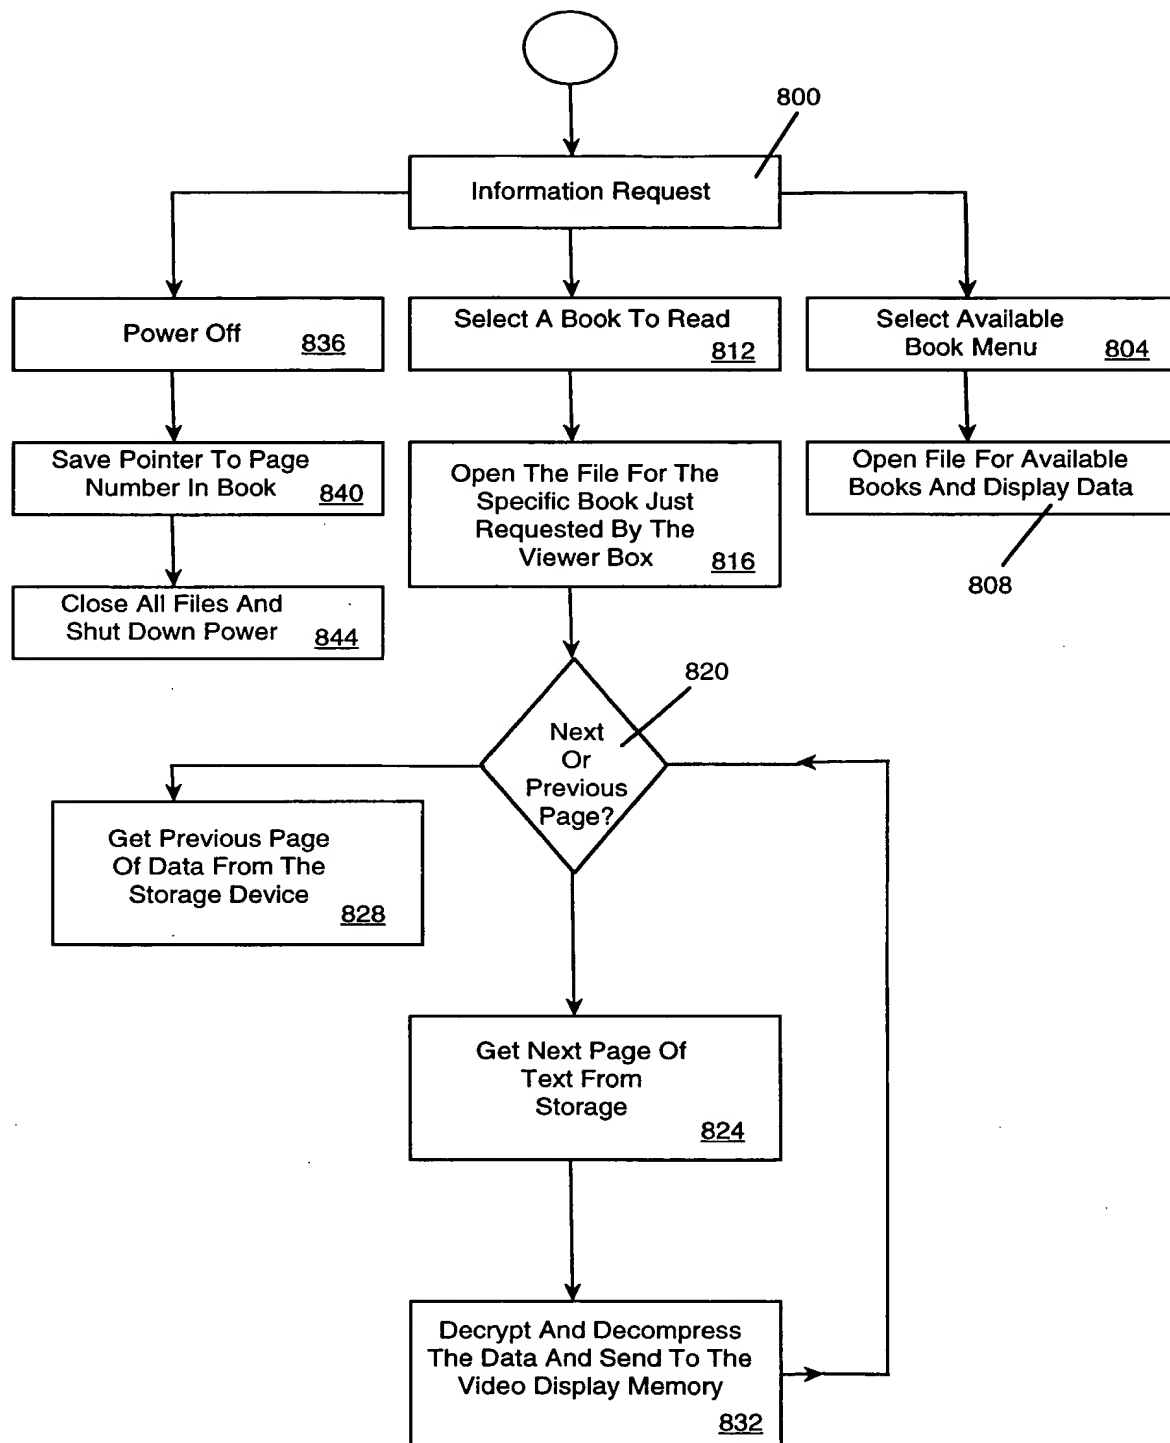 800
Information Request
Power Off
836
Select A Book To Read
812
Select Available
Book Menu
804
Save Pointer To Page
Number In Book
840
Open The File For The
Specific Book Just
Requested By The
Viewer Box
816
Open File For Available
Books And Display Data
808
Close All Files And
Shut Down Power
844
820
Next
Or
Previous
Page?
Get Previous Page
Of Data From The
Storage Device
828
Get Next Page Of
Text From
Storage
824
Decrypt And Decompress
The Data And Send To The
Video Display Memory
832